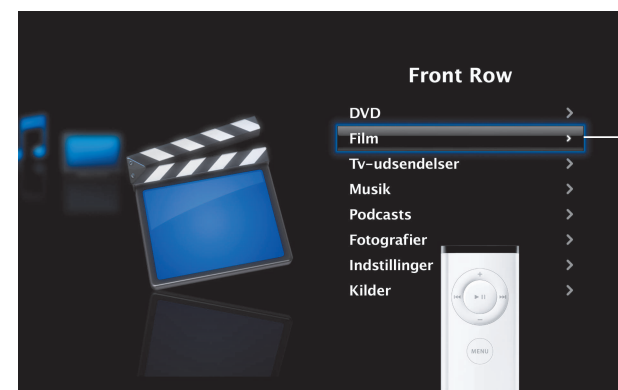 Front Row
DVD
Film
Tv-udsendelser
Musik
Podcasts
Fotografier
Indstillinger
Kilder
MENU